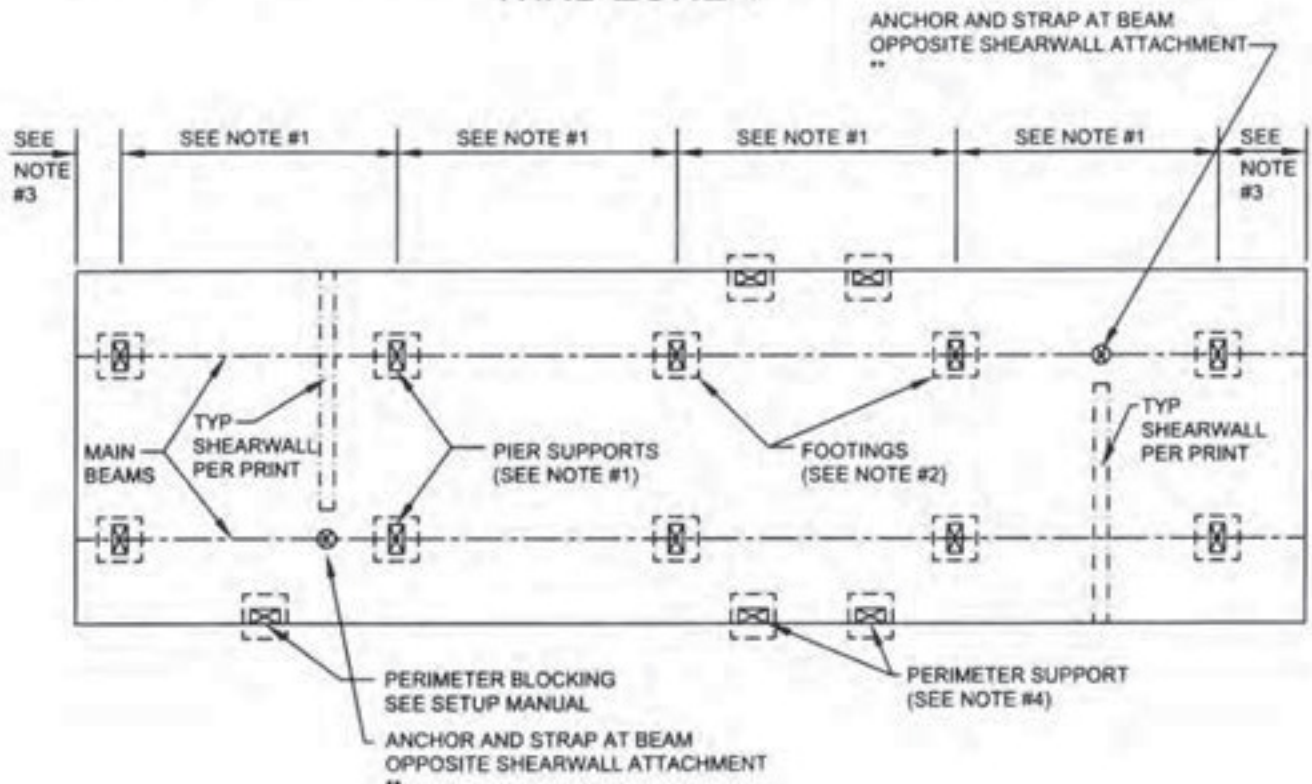 ANCHOR AND STRAP AT BEAM
OPPOSITE SHEARWALL ATTACHMENT
**
SEE
NOTE
#3
SEE NOTE #1
SEE NOTE #1
SEE NOTE #1
SEE NOTE #1
SEE
NOTE
#3
MAIN
BEAMS
TYP
SHEARWALL
PER PRINT
PIER SUPPORTS
(SEE NOTE #1)
FOOTINGS
(SEE NOTE #2)
TYP
SHEARWALL
PER PRINT
PERIMETER BLOCKING
SEE SETUP MANUAL
PERIMETER SUPPORT
(SEE NOTE #4)
ANCHOR AND STRAP AT BEAM
OPPOSITE SHEARWALL ATTACHMENT
**